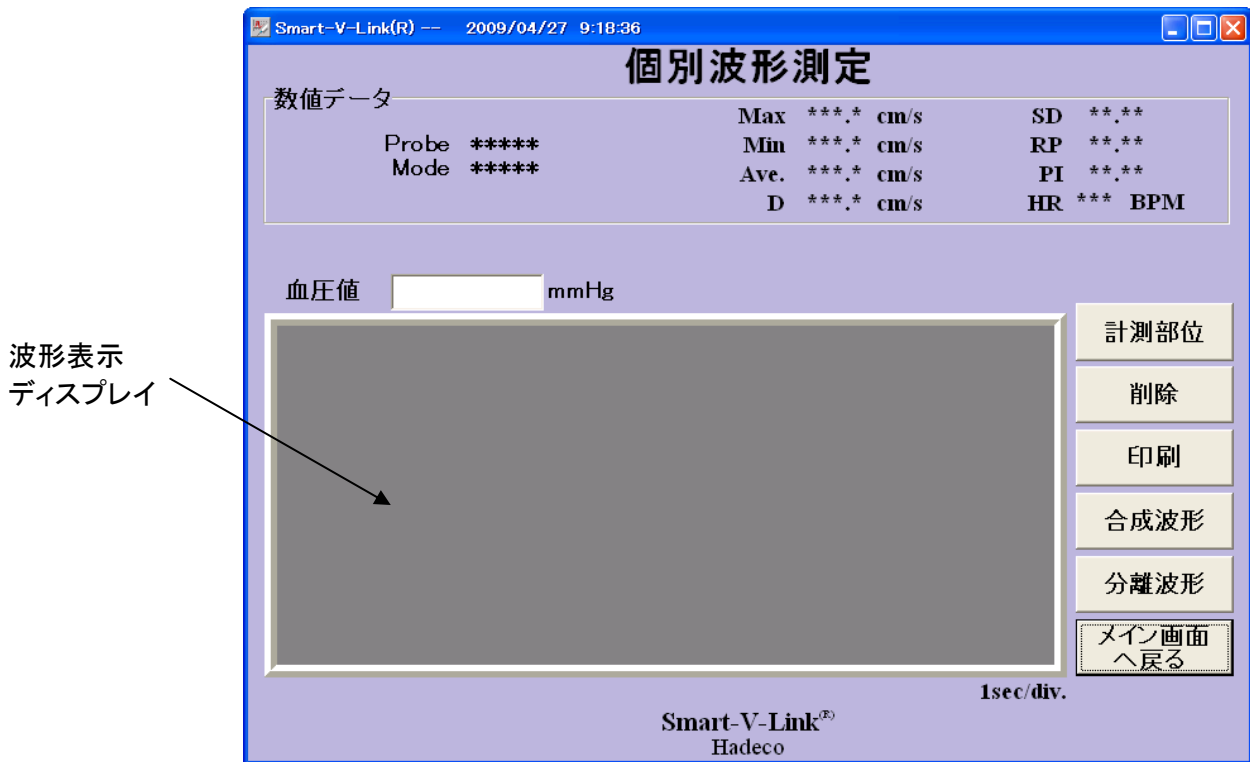 Smart-V-Link(R) -- 2009/04/27 9:18:36
個別波形測定
数値データ
Probe *****
Mode *****
Max ***.* cm/s
Min ***.* cm/s
Ave. ***.* cm/s
D ***.* cm/s
SD **.**
RP **.**
PI **.**
HR *** BPM
血圧値 mmHg
波形表示
ディスプレイ
計測部位
削除
印刷
合成波形
分離波形
メイン画面
へ戻る
1sec/div.
Smart-V-Link(R)
Hadeco